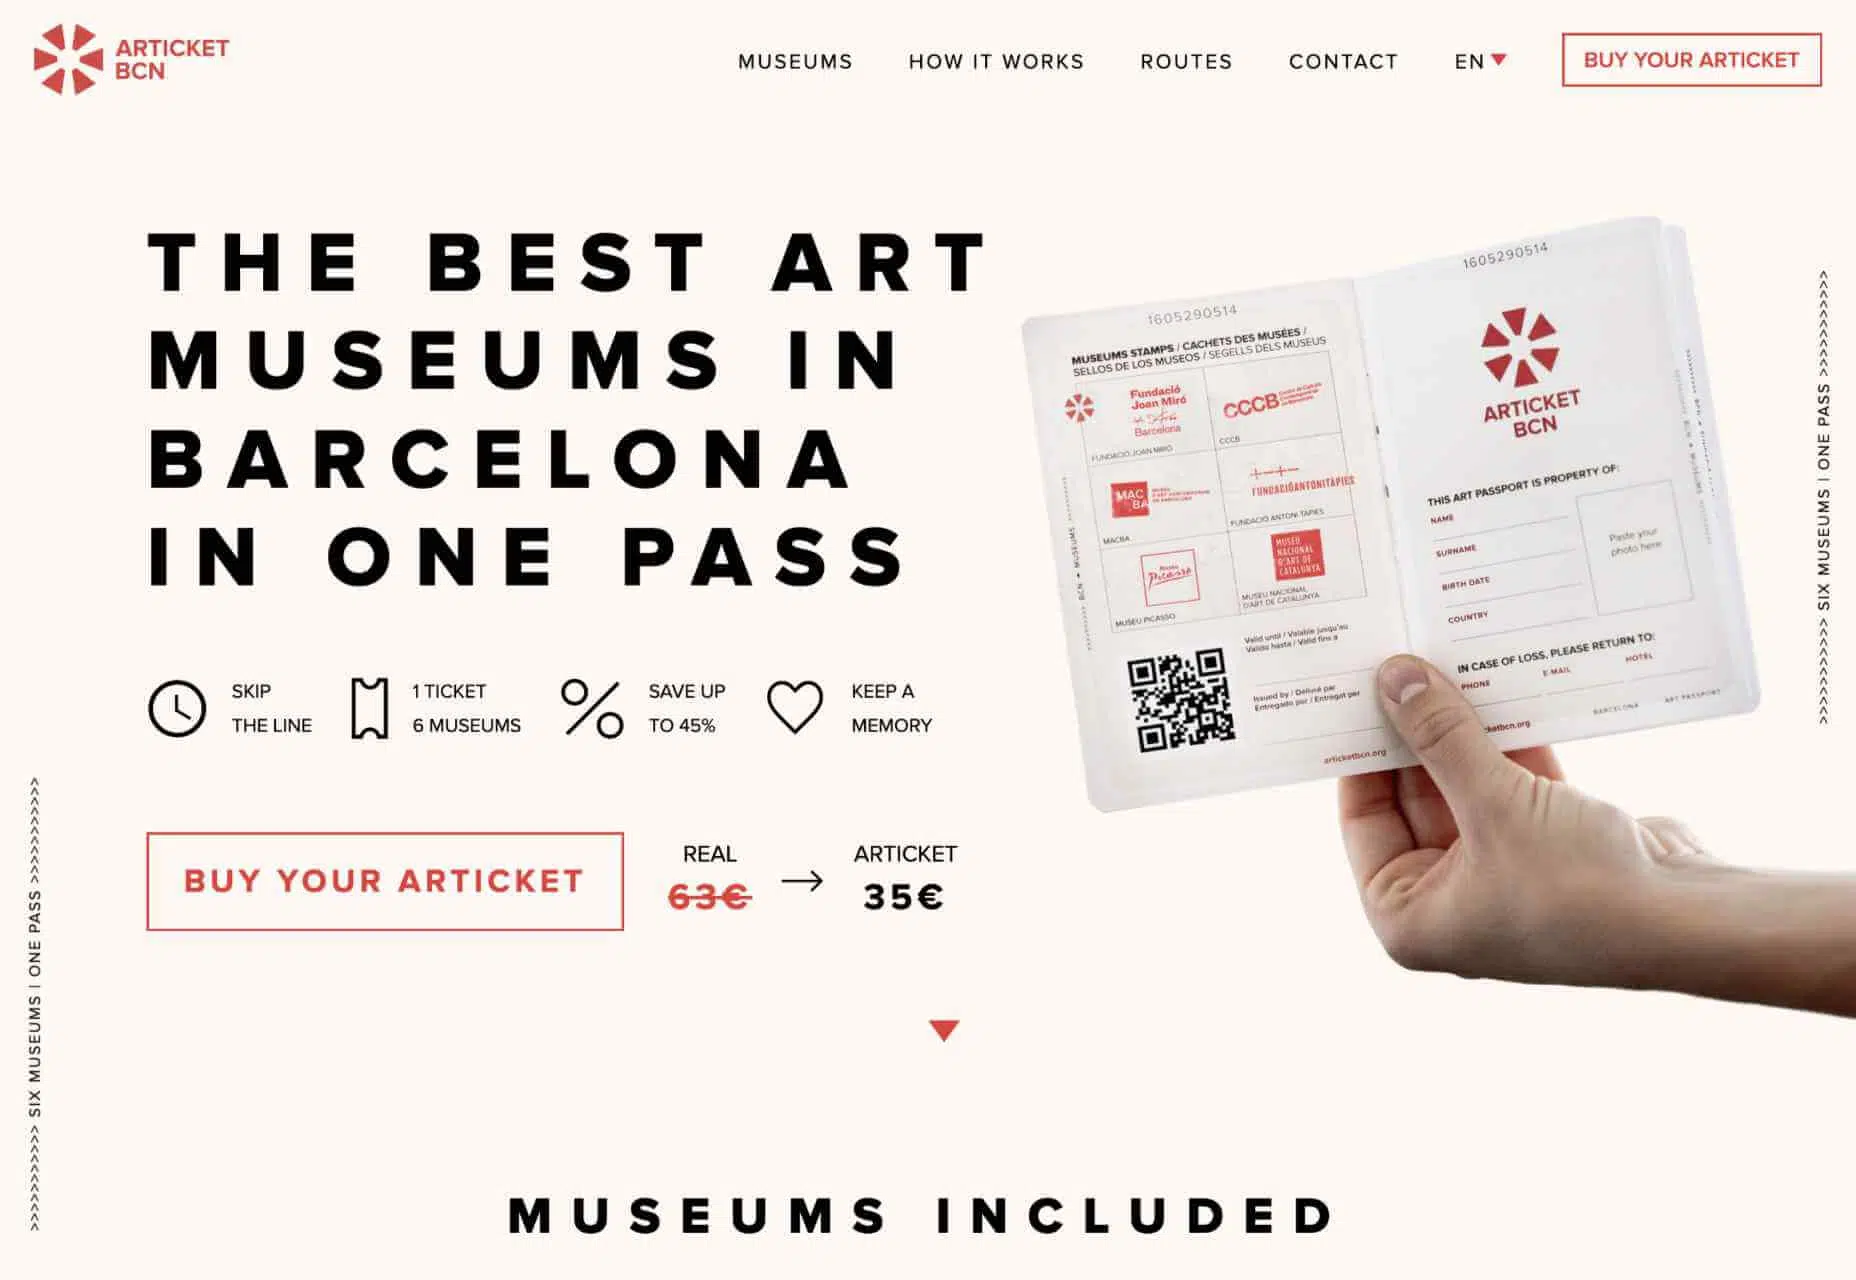 ARTICKET
BCN
MUSEUMS
HOW IT WORKS
ROUTES
CONTACT
EN
BUY YOUR ARTICKET
THE BEST ART
MUSEUMS IN
BARCELONA
IN ONE PASS
SKIP
THE LINE
1 TICKET
6 MUSEUMS
SAVE UP
TO 45%
KEEP A
MEMORY
BUY YOUR ARTICKET
REAL
63€
ARTICKET
35€
>>>>>>>>>>>> SIX MUSEUMS | ONE PASS >>>>>>>>>>>>
1605290514
MUSEUMS STAMPS / CACHETS DES MUSÉES /
SELLOS DE LOS MUSEOS / SEGELLS DELS MUSEUS
Fundació
Joan Miró
Barcelona
FUNDACIÓ JOAN MIRÓ
CCCB
CCCB
MAC
BA
MACBA
FUNDACIÓANTONITÀPIES
FUNDACIÓ ANTONI TÀPIES
Museu
Picasso
MUSEU PICASSO
MUSEU
NACIONAL
D'ART DE
CATALUNYA
MUSEU NACIONAL
D'ART DE CATALUNYA
BCN
MUSEUMS
Valid until / Valable jusqu'au
Valido hasta / Vàlid fins a
Issued by / Délivré par
Entregado por / Entregat per
articketbcn.org
1605290514
ARTICKET
BCN
THIS ART PASSPORT IS PROPERTY OF:
NAME
SURNAME
BIRTH DATE
COUNTRY
Paste your
photo here
IN CASE OF LOSS, PLEASE RETURN TO:
PHONE
E-MAIL
HOTEL
BARCELONA
ART PASSPORT
>>>>>>>>>>>> SIX MUSEUMS | ONE PASS >>>>>>>>>>>>
MUSEUMS INCLUDED